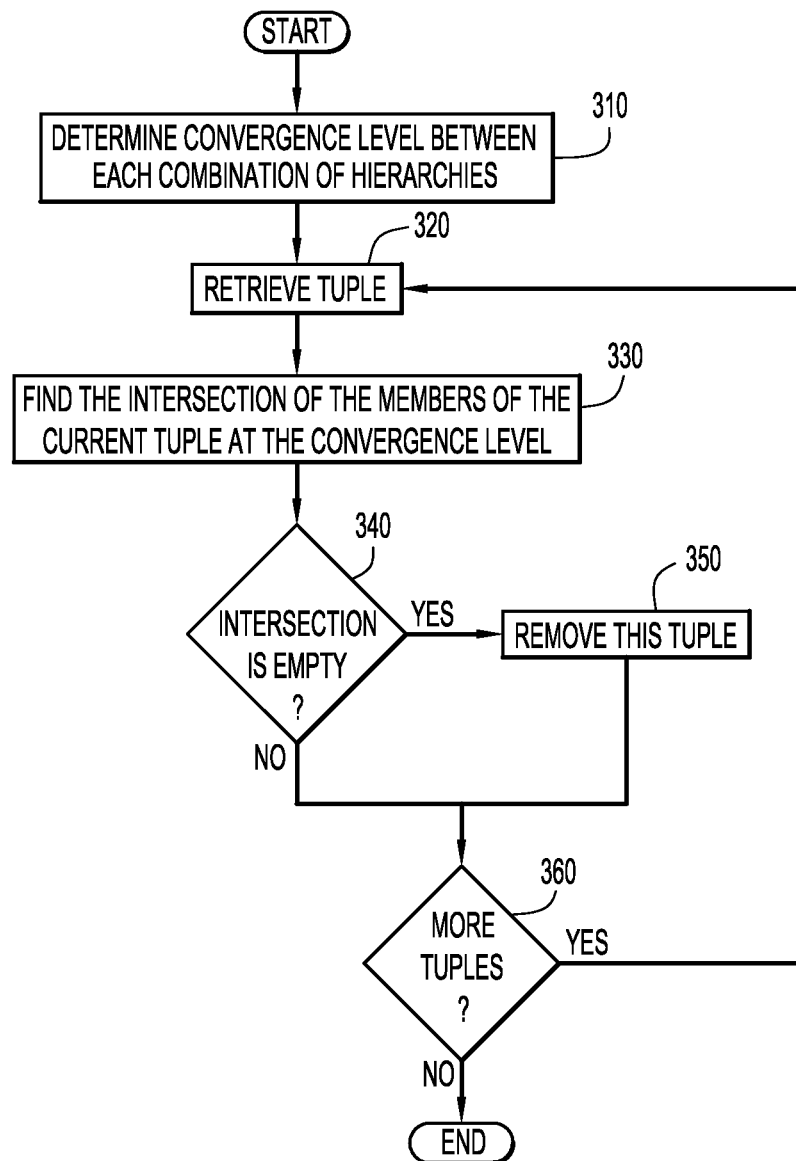 START
310
DETERMINE CONVERGENCE LEVEL BETWEEN
EACH COMBINATION OF HIERARCHIES
320
RETRIEVE TUPLE
330
FIND THE INTERSECTION OF THE MEMBERS OF THE
CURRENT TUPLE AT THE CONVERGENCE LEVEL
340
INTERSECTION
IS EMPTY
?
YES
350
REMOVE THIS TUPLE
NO
360
MORE
TUPLES
?
YES
NO
END